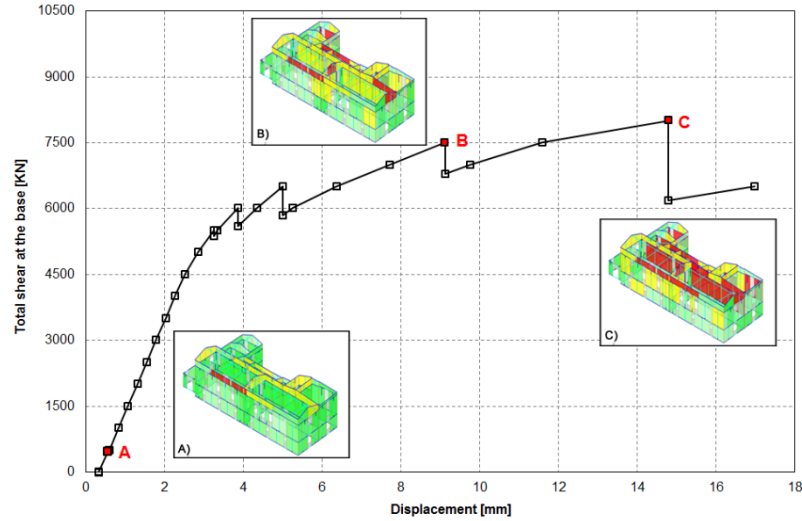 10500
9000
7500
6000
4500
3000
1500
0
Total shear at the base [KN]
B)
B
C
C)
A)
A
0 2 4 6 8 10 12 14 16 18
Displacement [mm]